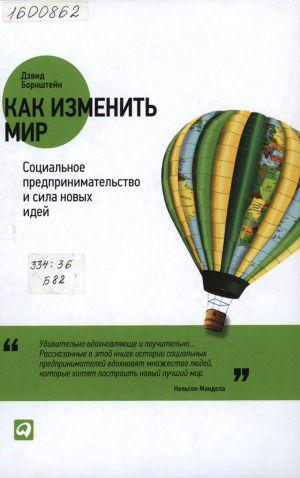 1600862
Дэвид
Борнштейн
КАК ИЗМЕНИТЬ
МИР
Социальное
предпринимательство
и сила новых
идей
334:36
Б82
“
Удивительно вдохновляюще и поучительно...
Рассказанные в этой книге истории социальных
предпринимателей вдохновят множество людей,
которые хотят построить новый лучший мир.
”
Нельсон Мандела